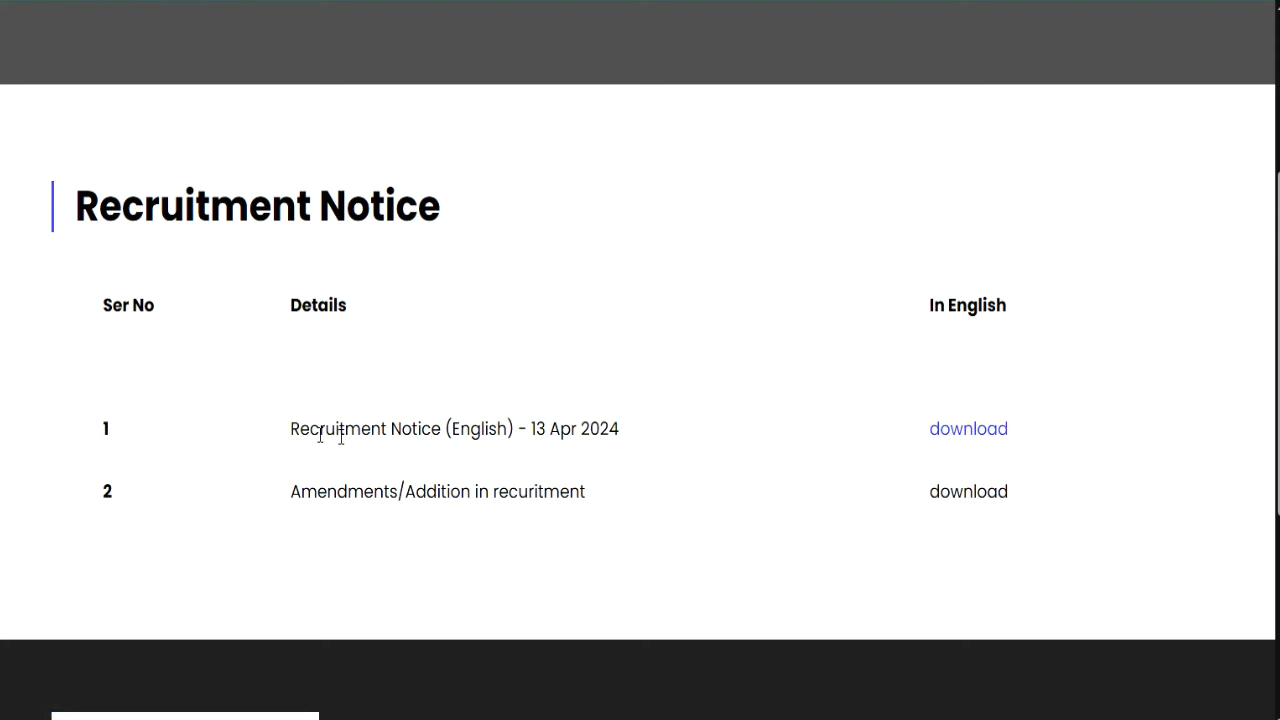 Recruitment Notice
Ser No Details In English
1 Recruitment Notice (English) - 13 Apr 2024 download
2 Amendments/Addition in recuritment download